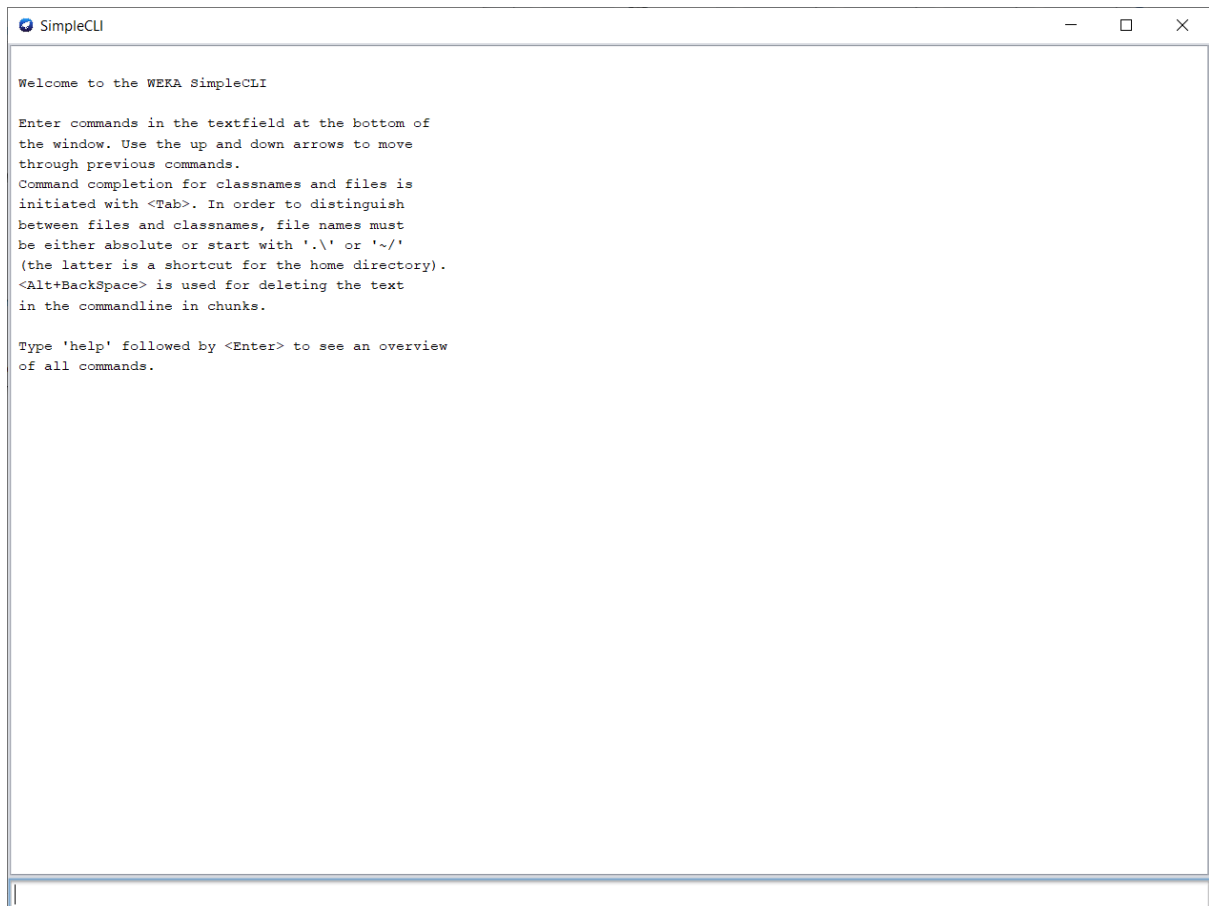 SimpleCLI
Welcome to the WEKA SimpleCLI
Enter commands in the textfield at the bottom of
the window. Use the up and down arrows to move
through previous commands.
Command completion for classnames and files is
initiated with <Tab>. In order to distinguish
between files and classnames, file names must
be either absolute or start with '.\' or '~/'
(the latter is a shortcut for the home directory).
<Alt+BackSpace> is used for deleting the text
in the commandline in chunks.
Type 'help' followed by <Enter> to see an overview
of all commands.